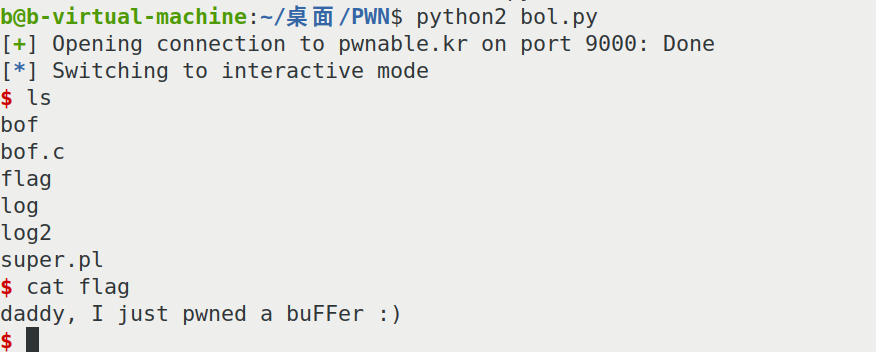 b@b-virtual-machine:~/桌面/PWN$ python2 bol.py
[+] Opening connection to pwnable.kr on port 9000: Done
[*] Switching to interactive mode
$ ls
bof
bof.c
flag
log
log2
super.pl
$ cat flag
daddy, I just pwned a buFFer :)
$